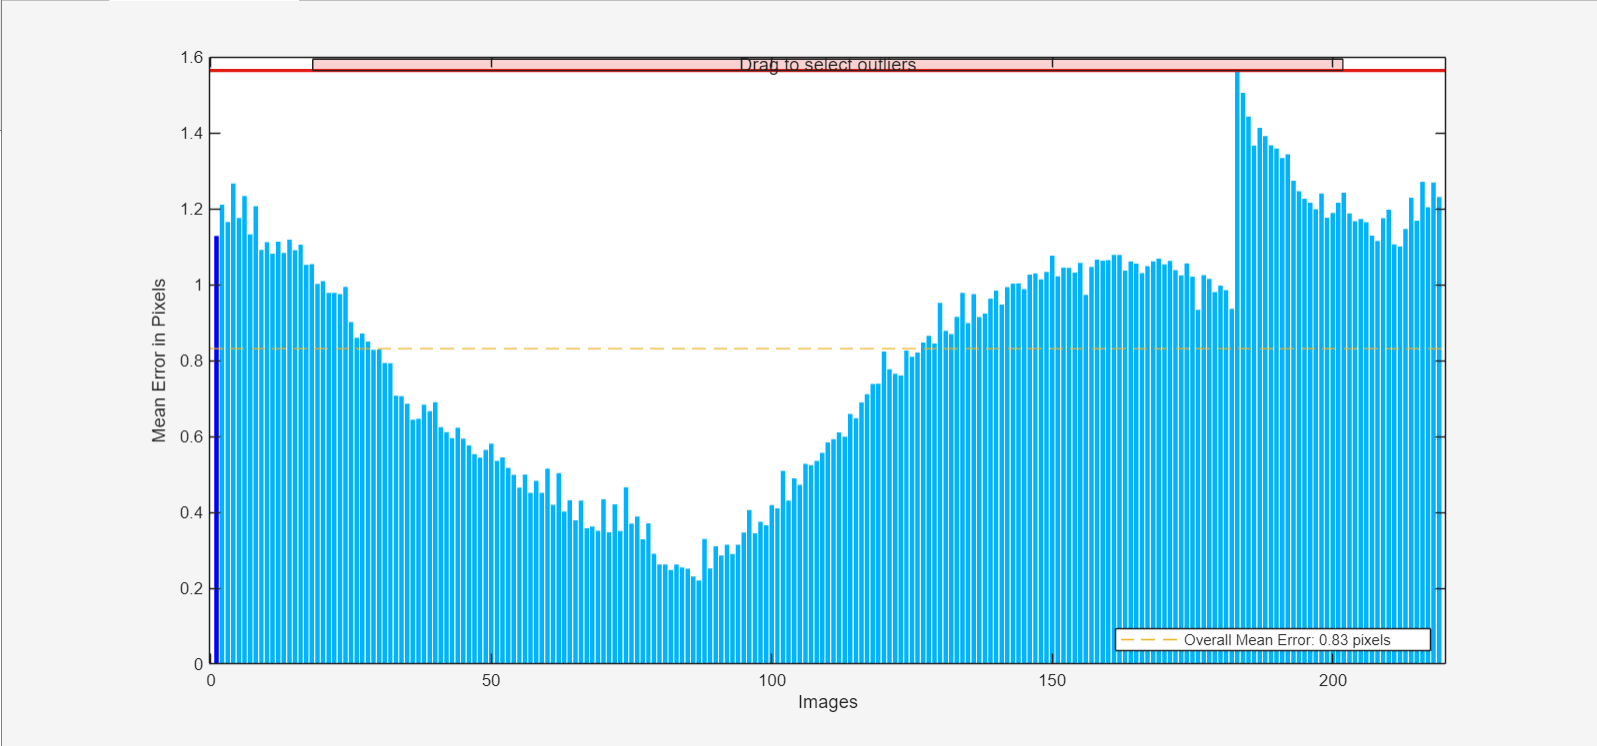 1.6
Drag to select outliers
1.4
1.2
1
0.8
0.6
0.4
0.2
0
Mean Error in Pixels
Overall Mean Error: 0.83 pixels
0 50 100 150 200
Images